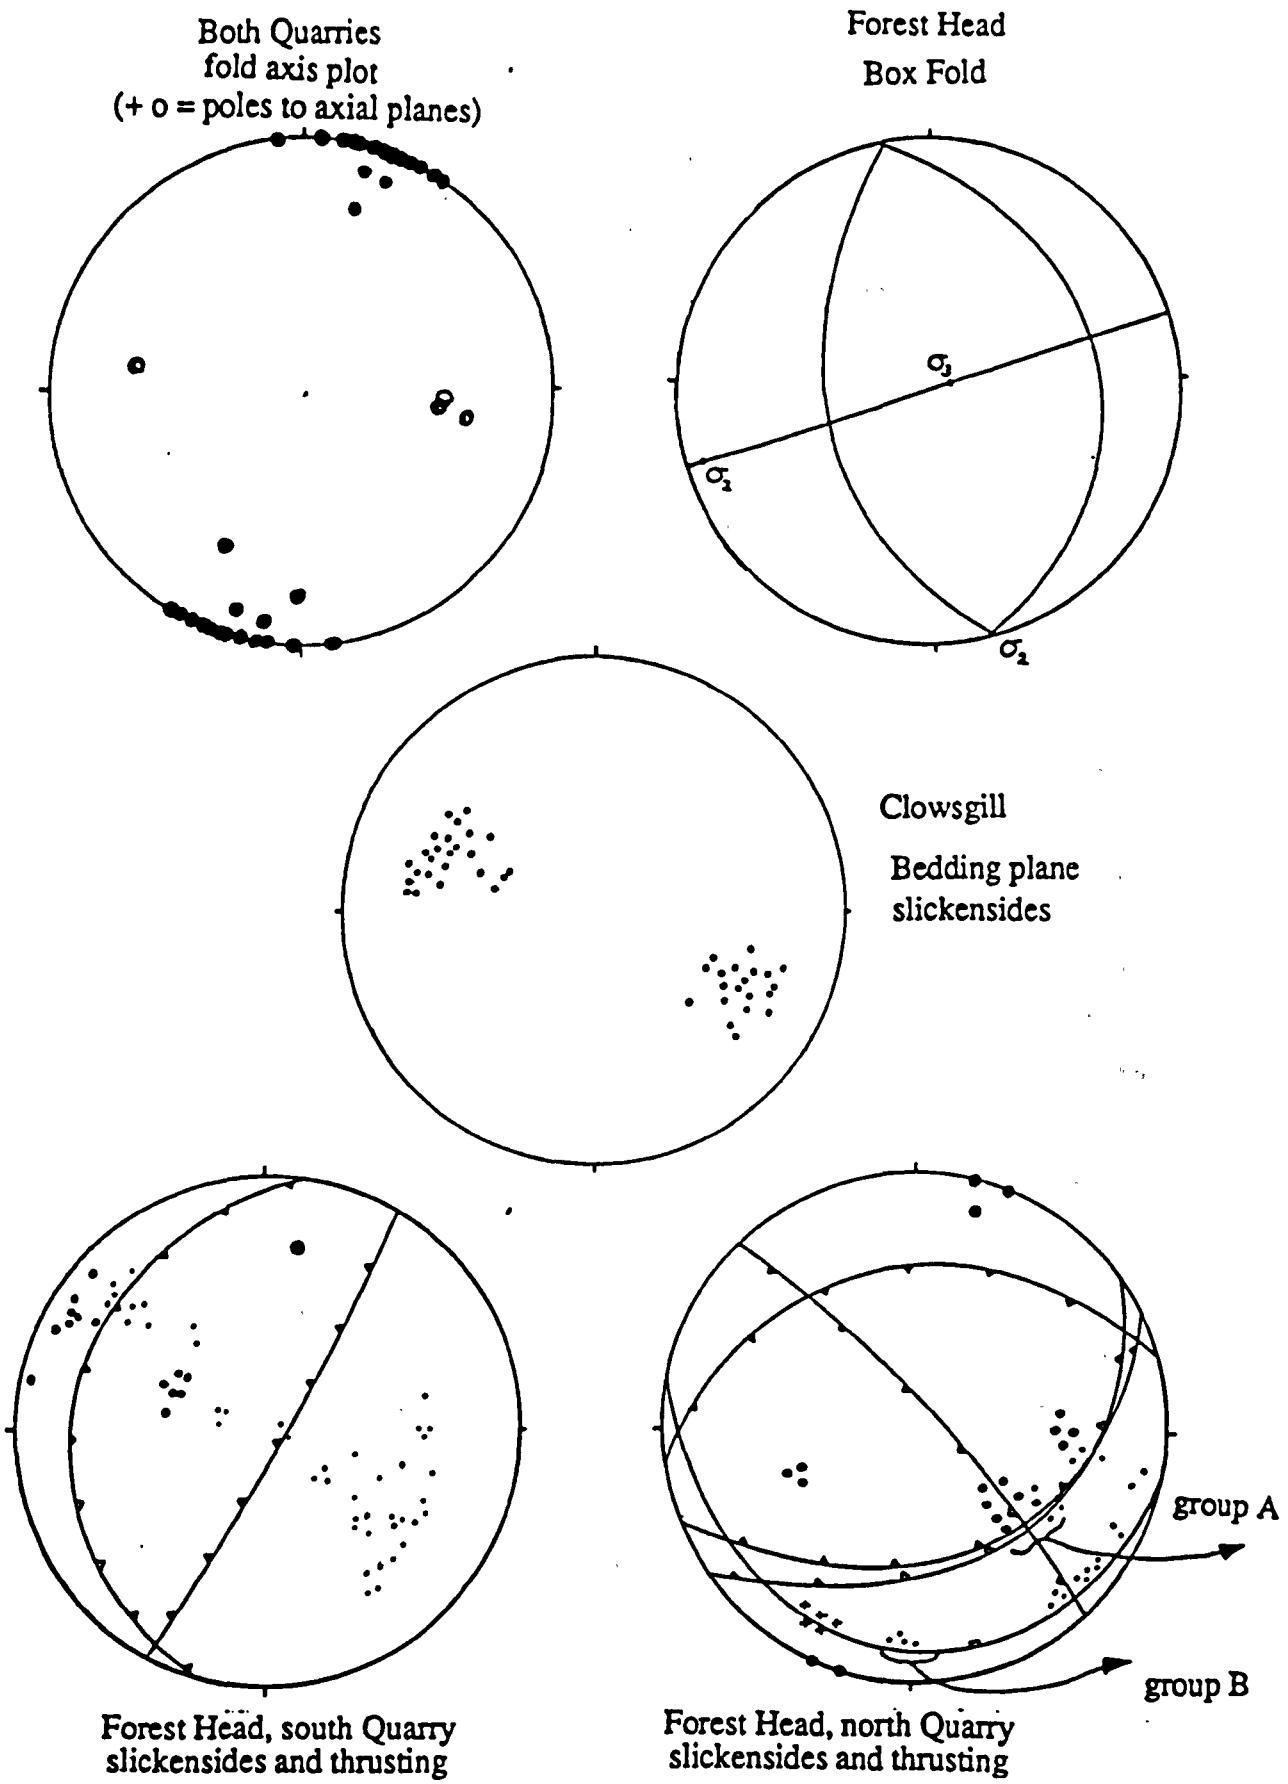 Both Quarries
fold axis plot
(+ o = poles to axial planes)
Forest Head
Box Fold
σ₃
σ₁
σ₂
Clowsgill
Bedding plane
slickensides
group A
group B
Forest Head, south Quarry
slickensides and thrusting
Forest Head, north Quarry
slickensides and thrusting